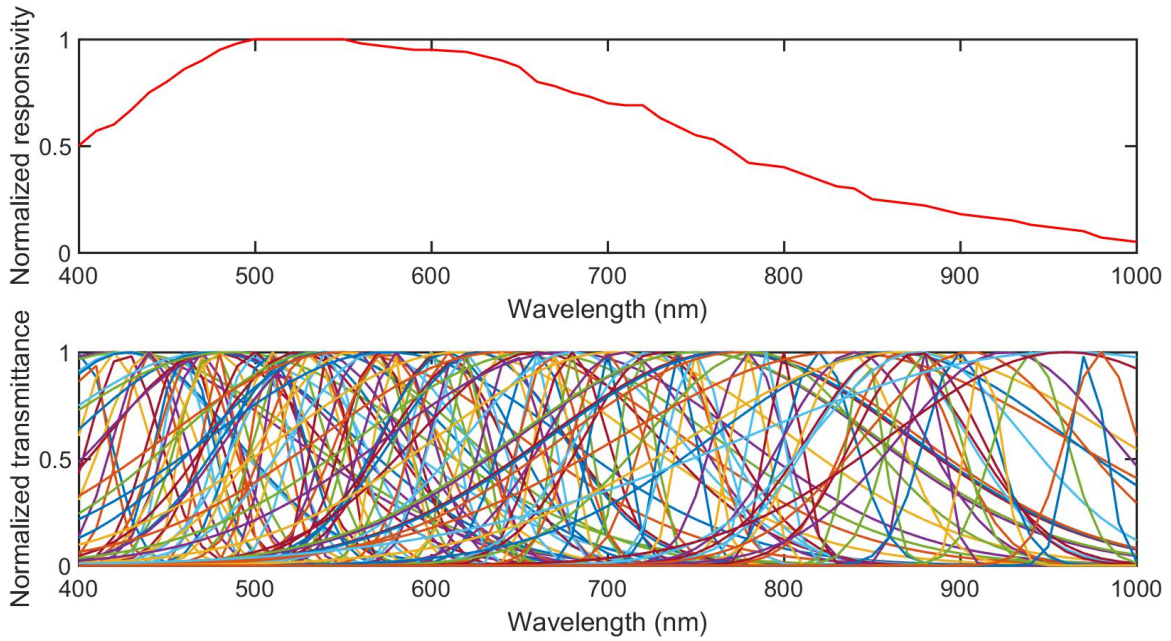 Normalized responsivity
1
0.5
0
400 500 600 700 800 900 1000
Wavelength (nm)
Normalized transmittance
1
0.5
0
400 500 600 700 800 900 1000
Wavelength (nm)